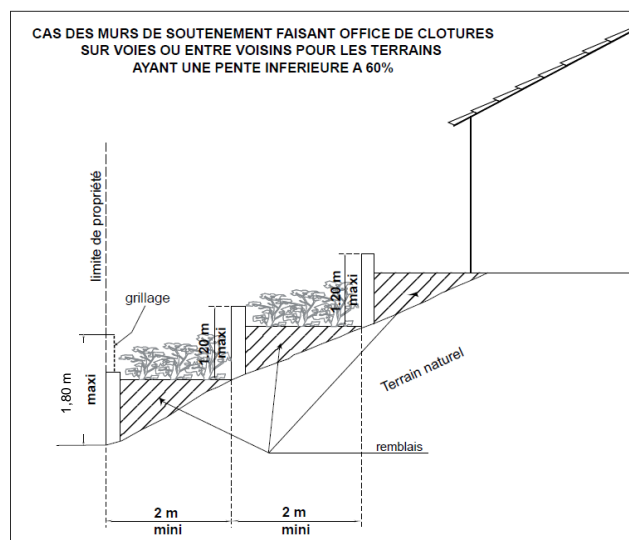 CAS DES MURS DE SOUTENEMENT FAISANT OFFICE DE CLOTURES
SUR VOIES OU ENTRE VOISINS POUR LES TERRAINS
AYANT UNE PENTE INFERIEURE A 60%
limite de propriété
grillage
1,80 m
maxi
1.20 m
maxi
1.20 m
maxi
Terrain naturel
remblais
2 m
mini
2 m
mini